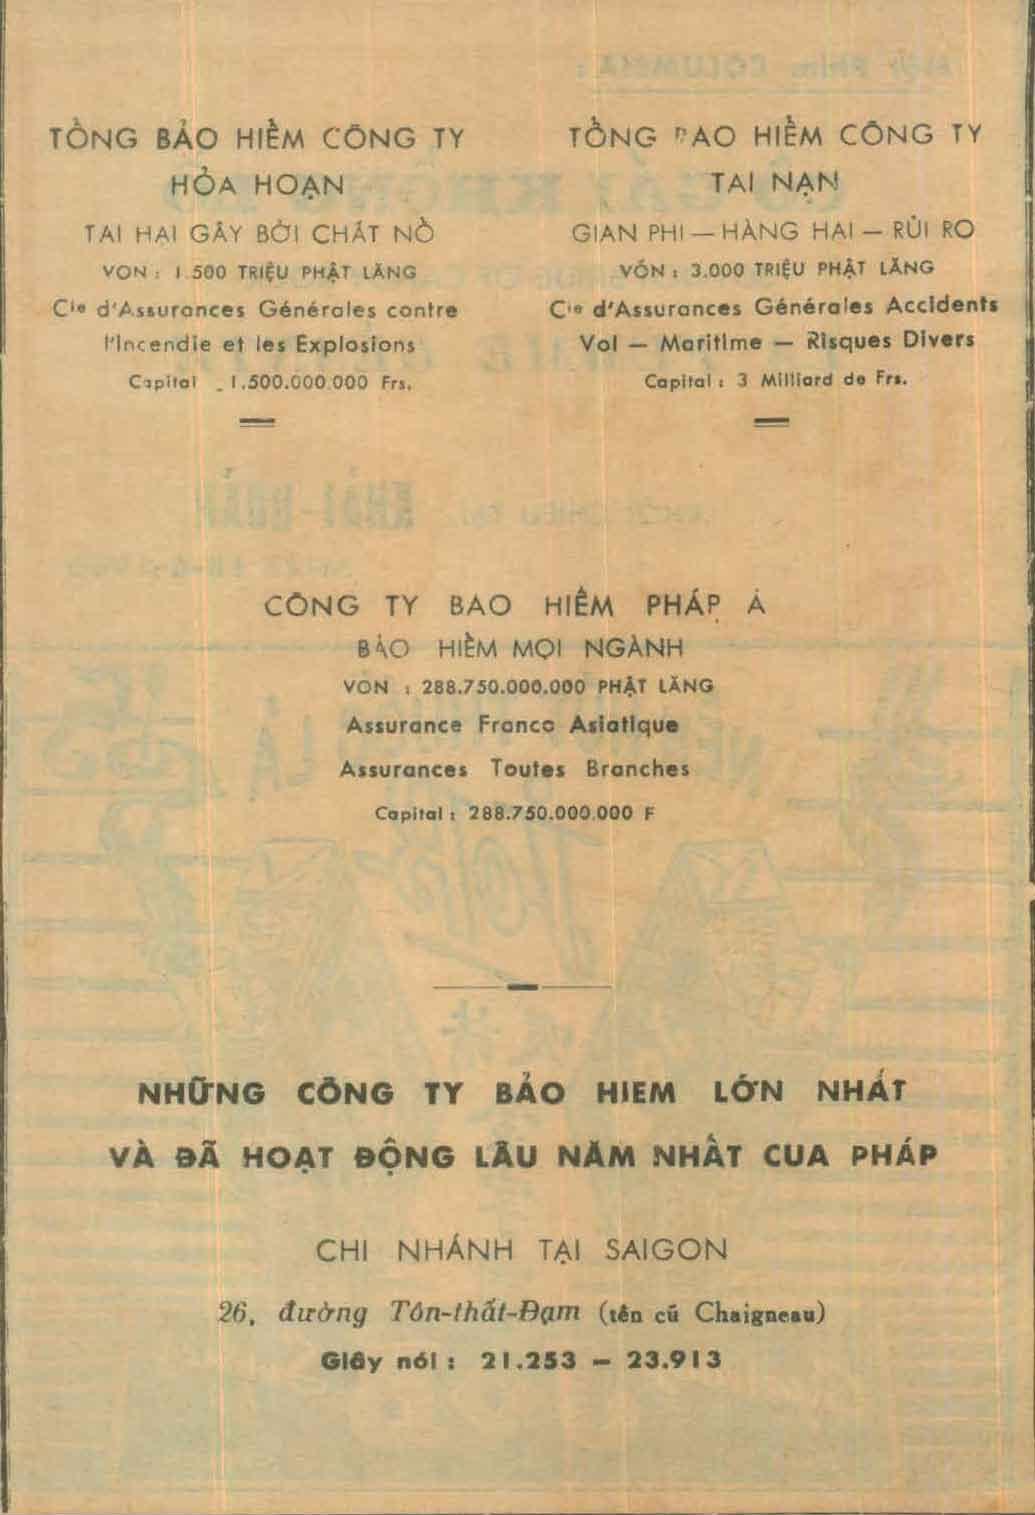 TỔNG BẢO HIỂM CÔNG TY
HỎA HOẠN
TAI HẠI GÂY BỞI CHẤT NỔ
VỐN : 1.500 TRIỆU PHẬT LĂNG
Cie d'Assurances Générales contre
l'Incendie et les Explosions
Capital : 1.500.000.000 Frs.
TỔNG BẢO HIỂM CÔNG TY
TAI NẠN
GIAN PHI — HÀNG HẢI — RỦI RO
VỐN : 3.000 TRIỆU PHẬT LĂNG
Cie d'Assurances Générales Accidents
Vol — Maritime — Risques Divers
Capital : 3 Milliard de Frs.
CÔNG TY BẢO HIỂM PHÁP Á
BẢO HIỂM MỌI NGÀNH
VỐN : 288.750.000.000 PHẬT LĂNG
Assurance Franco Asiatique
Assurances Toutes Branches
Capital : 288.750.000.000 F
NHỮNG CÔNG TY BẢO HIỂM LỚN NHẤT
VÀ ĐÃ HOẠT ĐỘNG LÂU NĂM NHẤT CỦA PHÁP
CHI NHÁNH TẠI SAIGON
26, đường Tôn-thất-Đạm (tên cũ Chaigneau)
Giây nói : 21.253 — 23.913